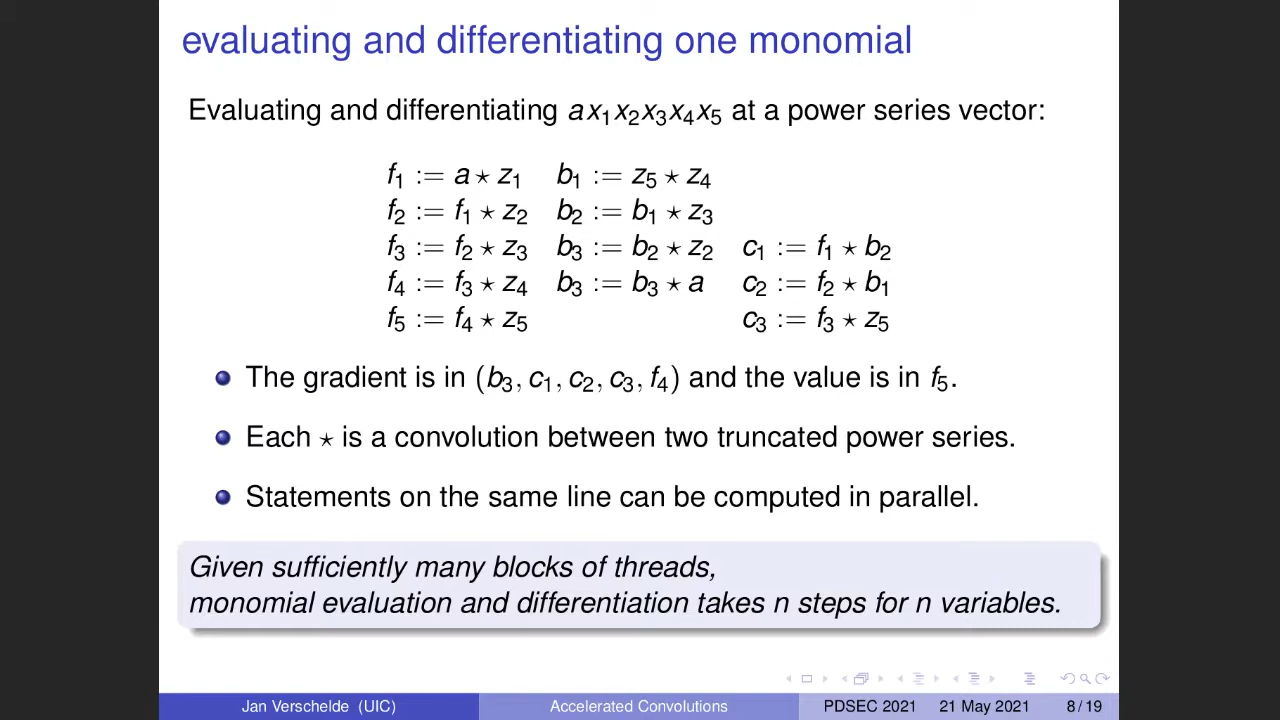 evaluating and differentiating one monomial
Evaluating and differentiating a x₁x₂x₃x₄x₅ at a power series vector:
f₁ := a ⋆ z₁ b₁ := z₅ ⋆ z₄
f₂ := f₁ ⋆ z₂ b₂ := b₁ ⋆ z₃
f₃ := f₂ ⋆ z₃ b₃ := b₂ ⋆ z₂ c₁ := f₁ ⋆ b₂
f₄ := f₃ ⋆ z₄ b₃ := b₃ ⋆ a c₂ := f₂ ⋆ b₁
f₅ := f₄ ⋆ z₅ c₃ := f₃ ⋆ z₅
The gradient is in (b₃, c₁, c₂, c₃, f₄) and the value is in f₅.
Each ⋆ is a convolution between two truncated power series.
Statements on the same line can be computed in parallel.
Given sufficiently many blocks of threads,
monomial evaluation and differentiation takes n steps for n variables.
Jan Verschelde (UIC) Accelerated Convolutions PDSEC 2021 21 May 2021 8 / 19